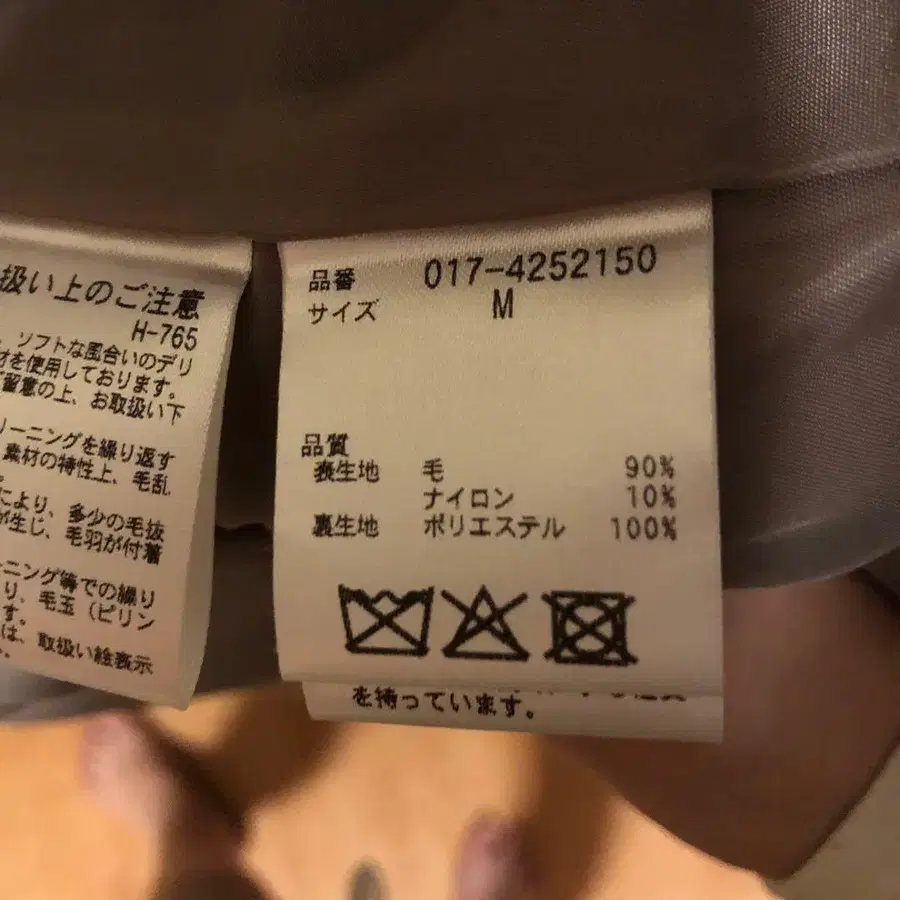 扱い上のご注意
H-765
、ソフトな風合いのデリ
材を使用しております。
留意の上、お取扱い下
リーニングを繰り返す
素材の特性上、毛乱
により、多少の毛抜
が生じ、毛羽が付着
ーニング等での繰り
り、毛玉（ピリン
す。
は、取扱い絵表示
品番 017-4252150
サイズ M
品質
表生地 毛 90%
ナイロン 10%
裏生地 ポリエステル 100%
を持っています。